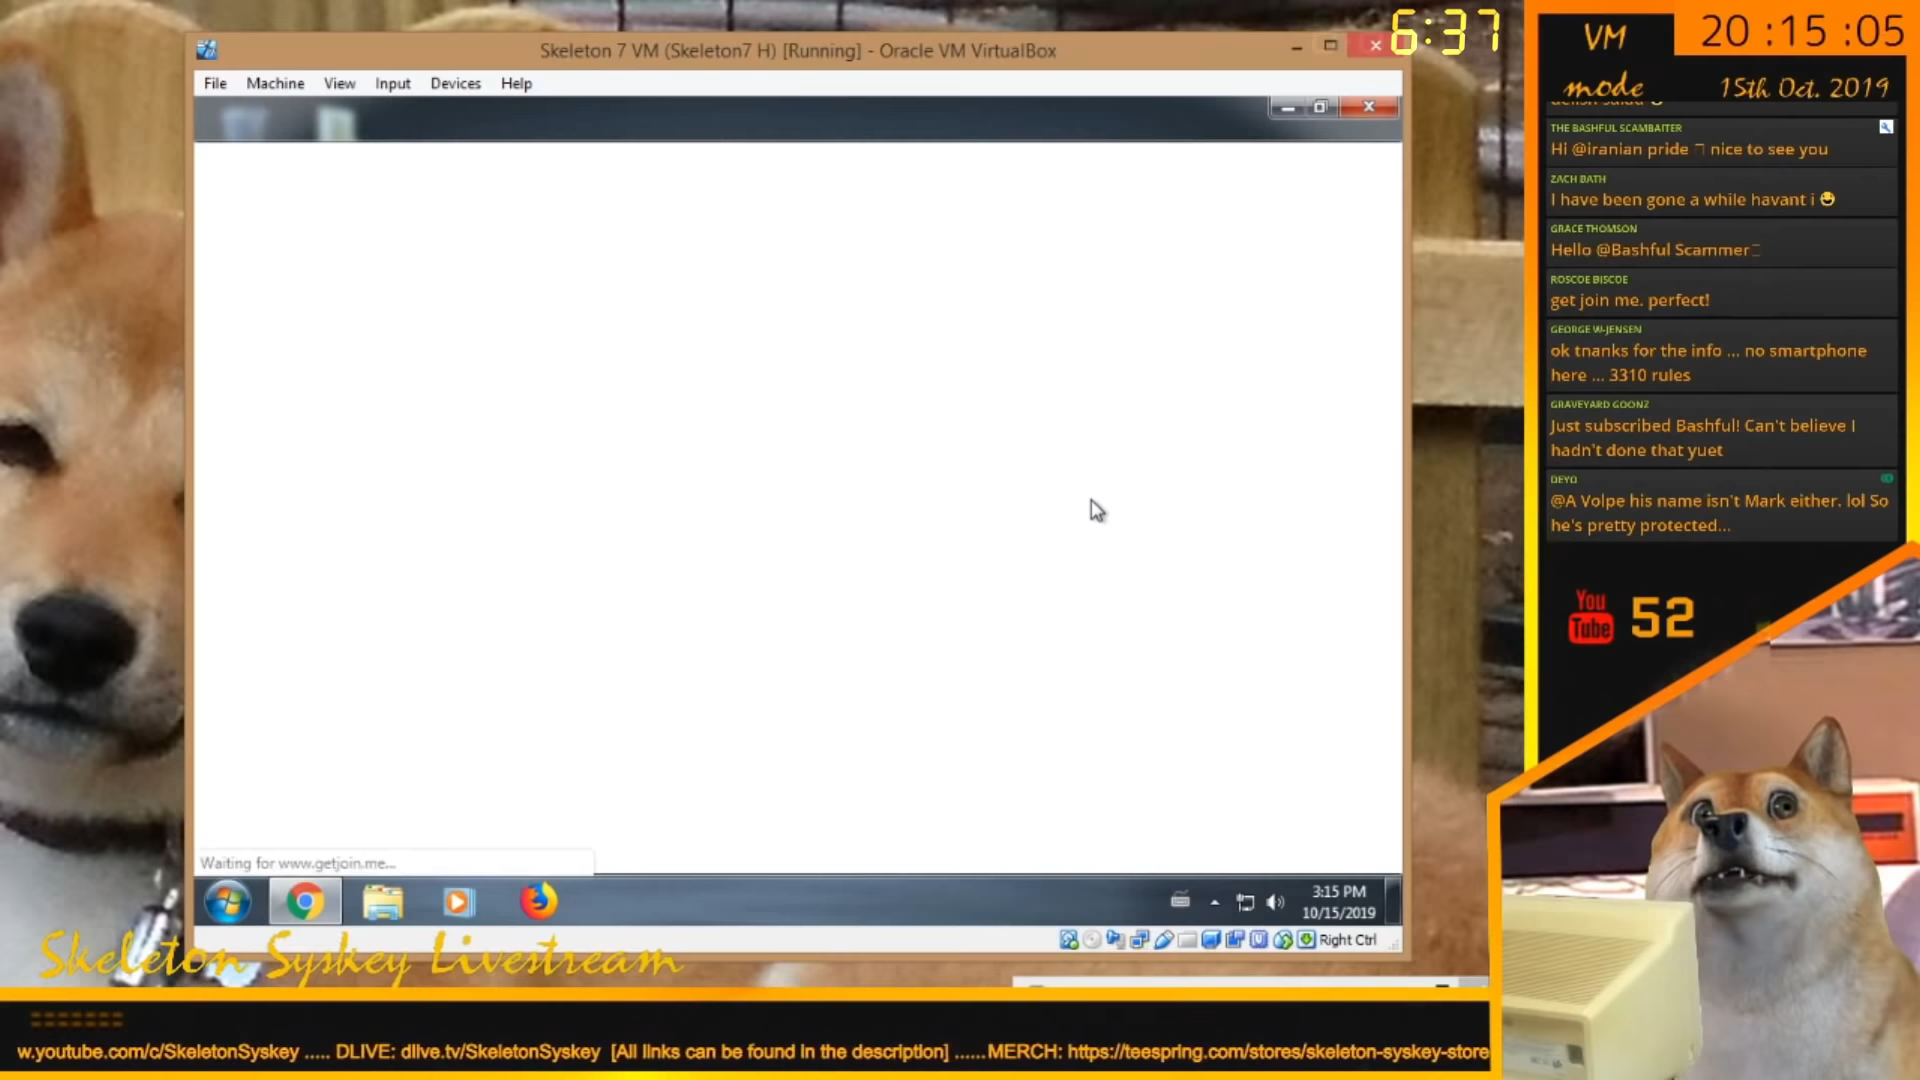 Skeleton 7 VM (Skeleton7 H) [Running] - Oracle VM VirtualBox
6:37
File Machine View Input Devices Help
Waiting for www.getjoin.me...
3:15 PM
10/15/2019
Right Ctrl
Skeleton Syskey Livestream
w.youtube.com/c/SkeletonSyskey ..... DLIVE: dlive.tv/SkeletonSyskey [All links can be found in the description] ......MERCH: https://teespring.com/stores/skeleton-syskey-store
VM
mode
20 :15 :05
15th Oct. 2019
THE BASHFUL SCAMBAITER
Hi @iranian pride nice to see you
ZACH BATH
I have been gone a while havant i
GRACE THOMSON
Hello @Bashful Scammer
ROSCOE BISCOE
get join me. perfect!
GEORGE W-JENSEN
ok tnanks for the info ... no smartphone
here ... 3310 rules
GRAVEYARD GOONZ
Just subscribed Bashful! Can't believe I
hadn't done that yuet
DEYO
@A Volpe his name isn't Mark either. lol So
he's pretty protected...
You
Tube
52